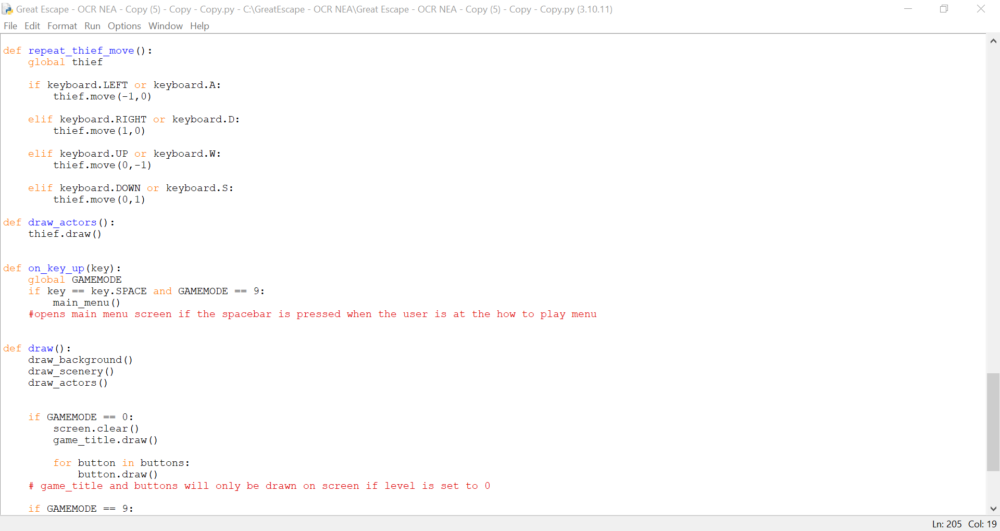 Great Escape - OCR NEA - Copy (5) - Copy - Copy.py - C:\GreatEscape - OCR NEA\Great Escape - OCR NEA - Copy (5) - Copy - Copy.py (3.10.11)
File Edit Format Run Options Window Help
def repeat_thief_move():
    global thief

    if keyboard.LEFT or keyboard.A:
        thief.move(-1,0)

    elif keyboard.RIGHT or keyboard.D:
        thief.move(1,0)

    elif keyboard.UP or keyboard.W:
        thief.move(0,-1)

    elif keyboard.DOWN or keyboard.S:
        thief.move(0,1)

def draw_actors():
    thief.draw()


def on_key_up(key):
    global GAMEMODE
    if key == key.SPACE and GAMEMODE == 9:
        main_menu()
    #opens main menu screen if the spacebar is pressed when the user is at the how to play menu


def draw():
    draw_background()
    draw_scenery()
    draw_actors()


    if GAMEMODE == 0:
        screen.clear()
        game_title.draw()

        for button in buttons:
            button.draw()
    # game_title and buttons will only be drawn on screen if level is set to 0

    if GAMEMODE == 9:
Ln: 205 Col: 19